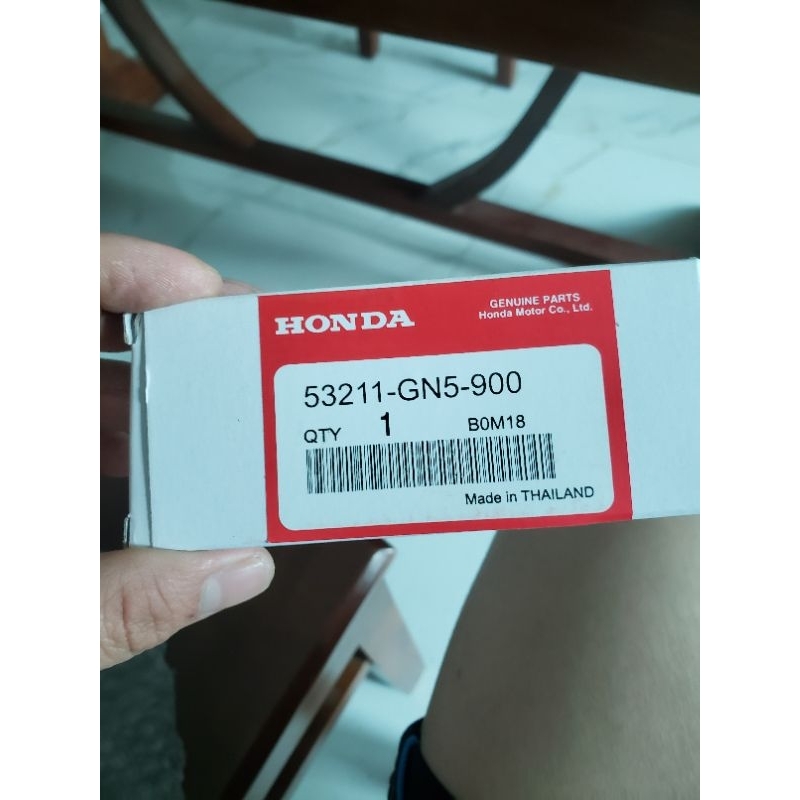 HONDA
GENUINE PARTS
Honda Motor Co., Ltd.
53211-GN5-900
QTY 1 B0M18
Made in THAILAND